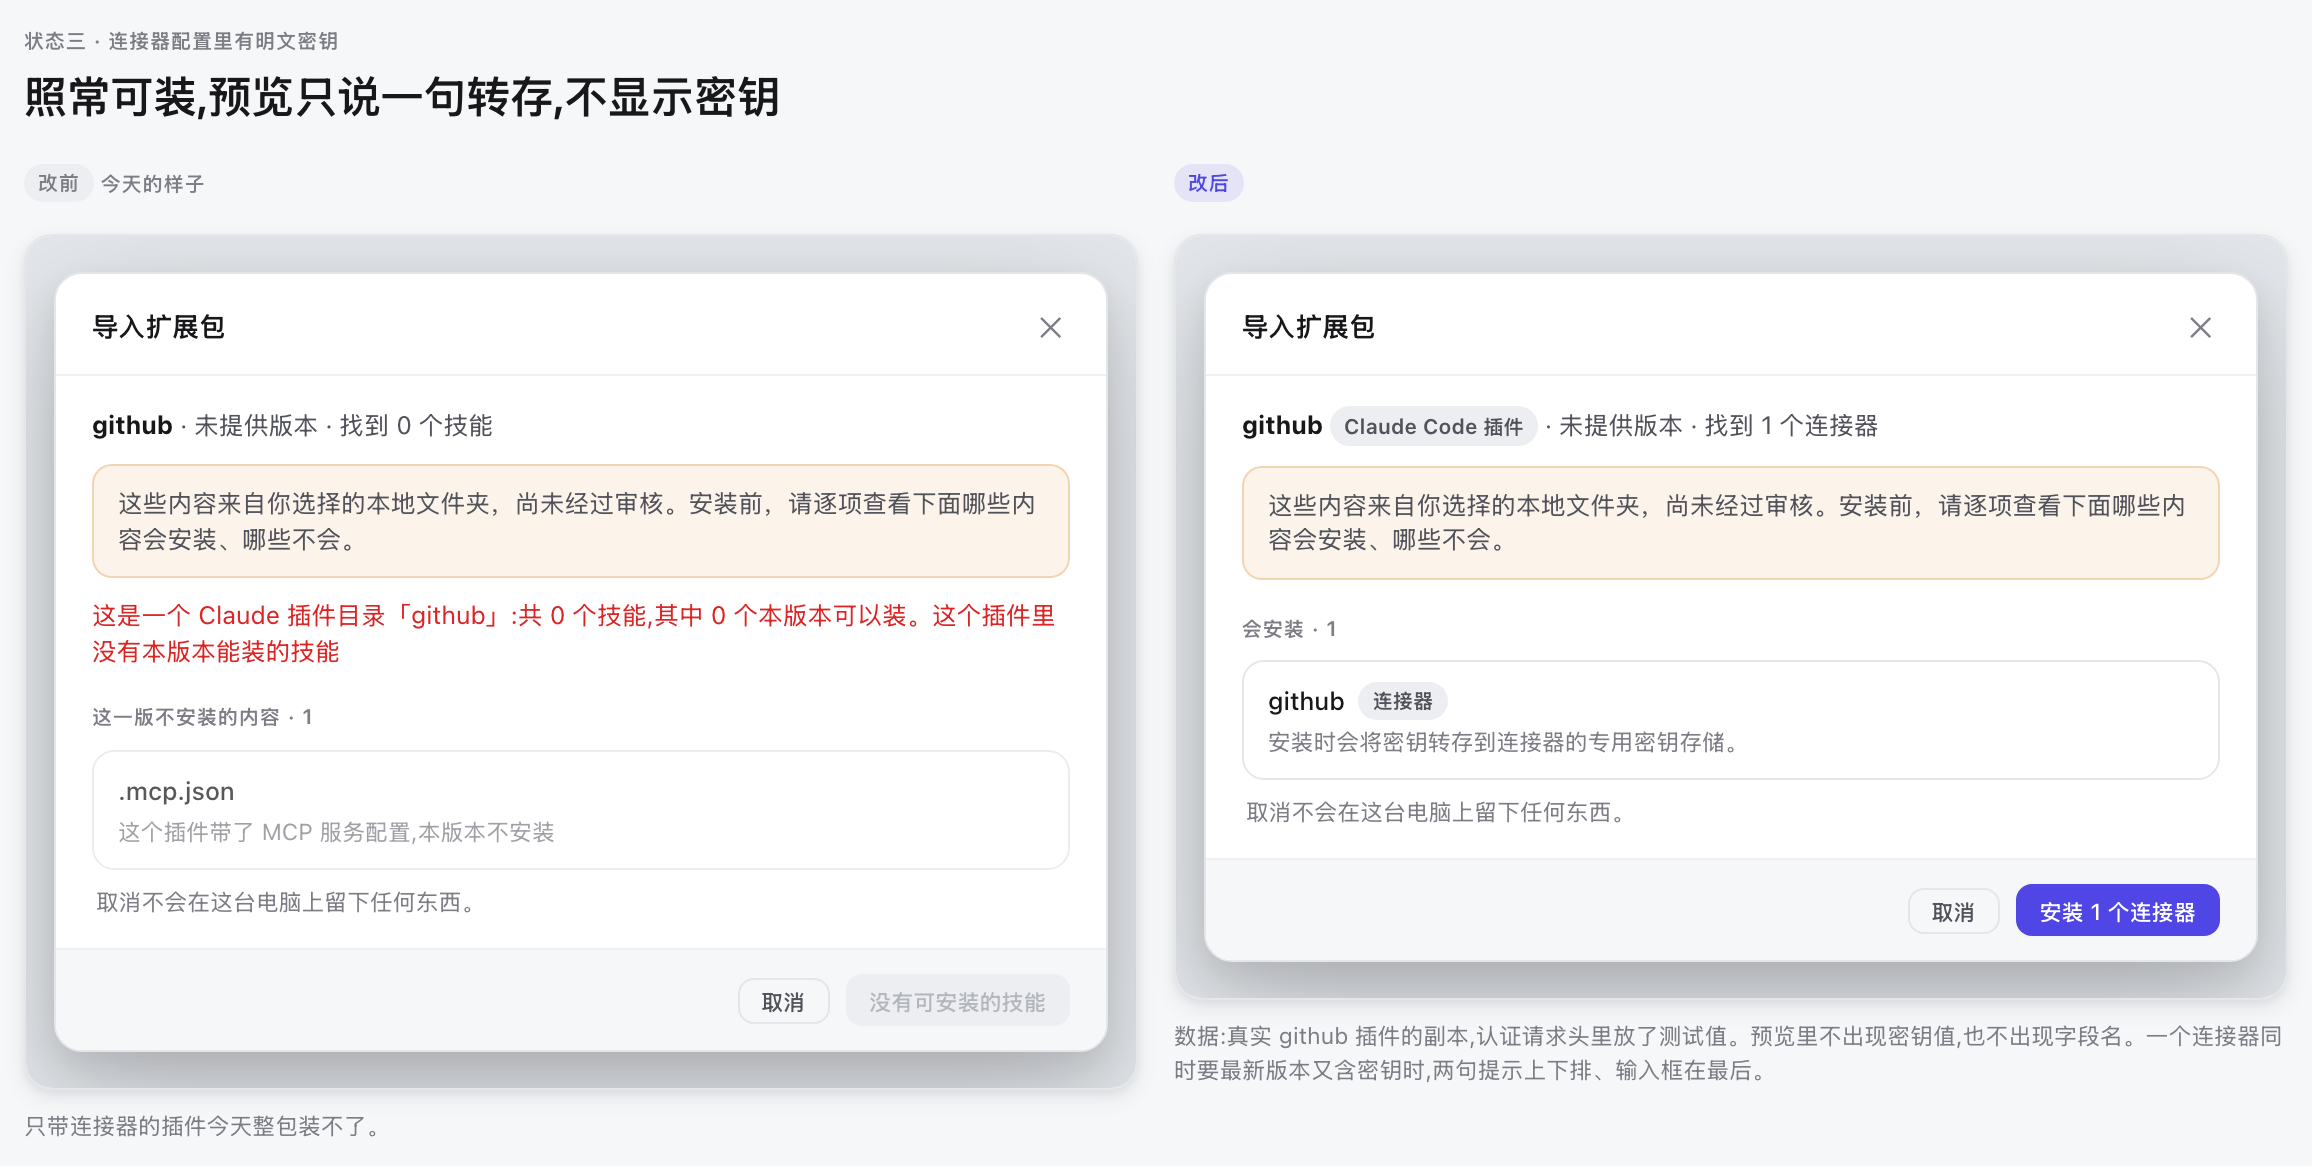 状态三 · 连接器配置里有明文密钥
照常可装,预览只说一句转存,不显示密钥
改前 今天的样子
导入扩展包
github · 未提供版本 · 找到 0 个技能
这些内容来自你选择的本地文件夹，尚未经过审核。安装前，请逐项查看下面哪些内
容会安装、哪些不会。
这是一个 Claude 插件目录「github」:共 0 个技能,其中 0 个本版本可以装。这个插件里
没有本版本能装的技能
这一版不安装的内容 · 1
.mcp.json
这个插件带了 MCP 服务配置,本版本不安装
取消不会在这台电脑上留下任何东西。
取消
没有可安装的技能
只带连接器的插件今天整包装不了。
改后
导入扩展包
github Claude Code 插件 · 未提供版本 · 找到 1 个连接器
这些内容来自你选择的本地文件夹，尚未经过审核。安装前，请逐项查看下面哪些内
容会安装、哪些不会。
会安装 · 1
github 连接器
安装时会将密钥转存到连接器的专用密钥存储。
取消不会在这台电脑上留下任何东西。
取消
安装 1 个连接器
数据:真实 github 插件的副本,认证请求头里放了测试值。预览里不出现密钥值,也不出现字段名。一个连接器同
时要最新版本又含密钥时,两句提示上下排、输入框在最后。